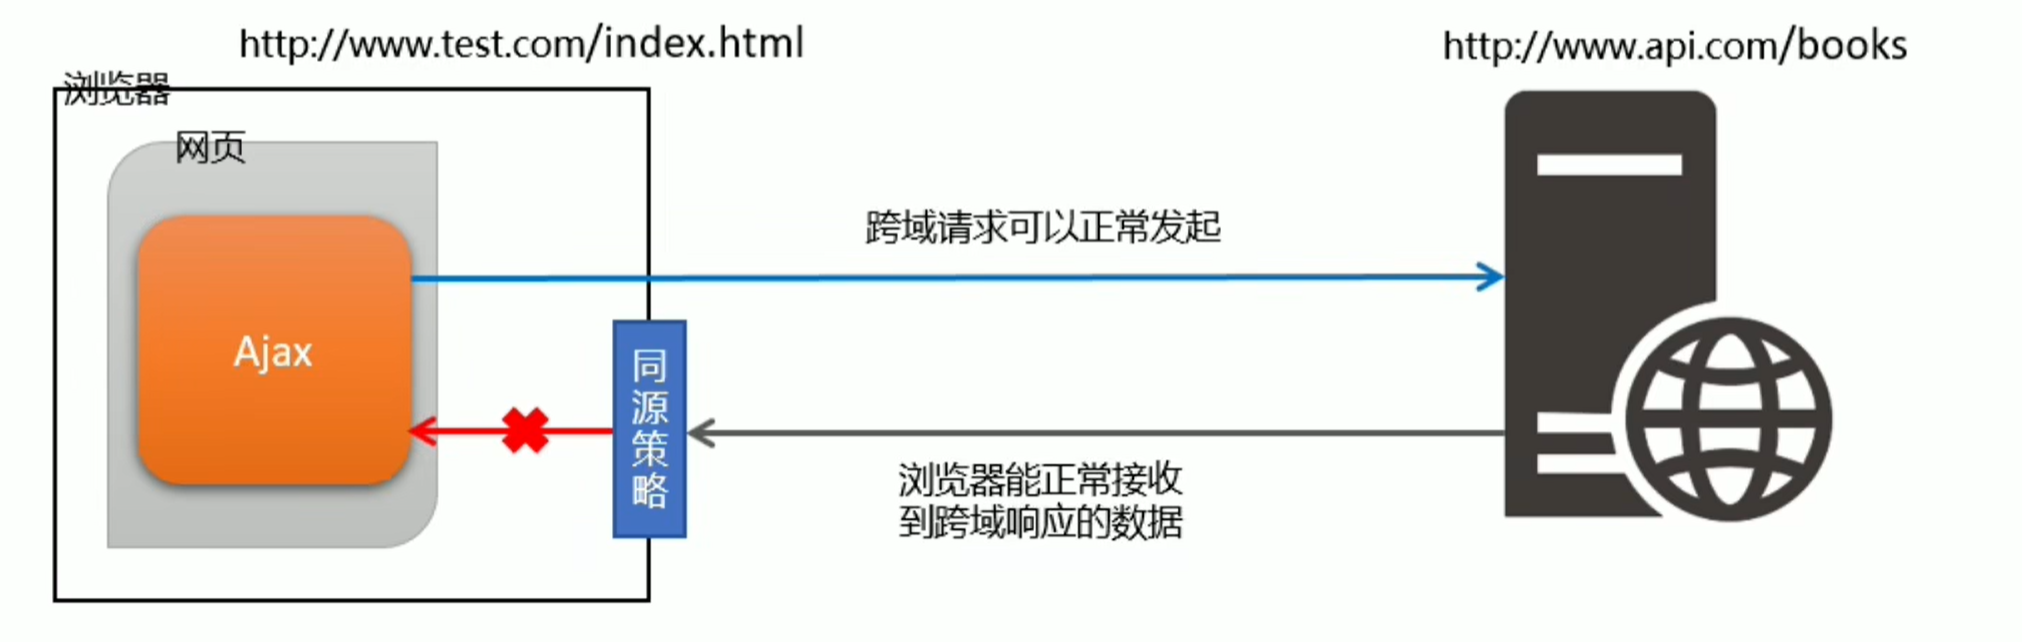 http://www.test.com/index.html
http://www.api.com/books
浏览器
网页
跨域请求可以正常发起
Ajax
同源策略
浏览器能正常接收
到跨域响应的数据